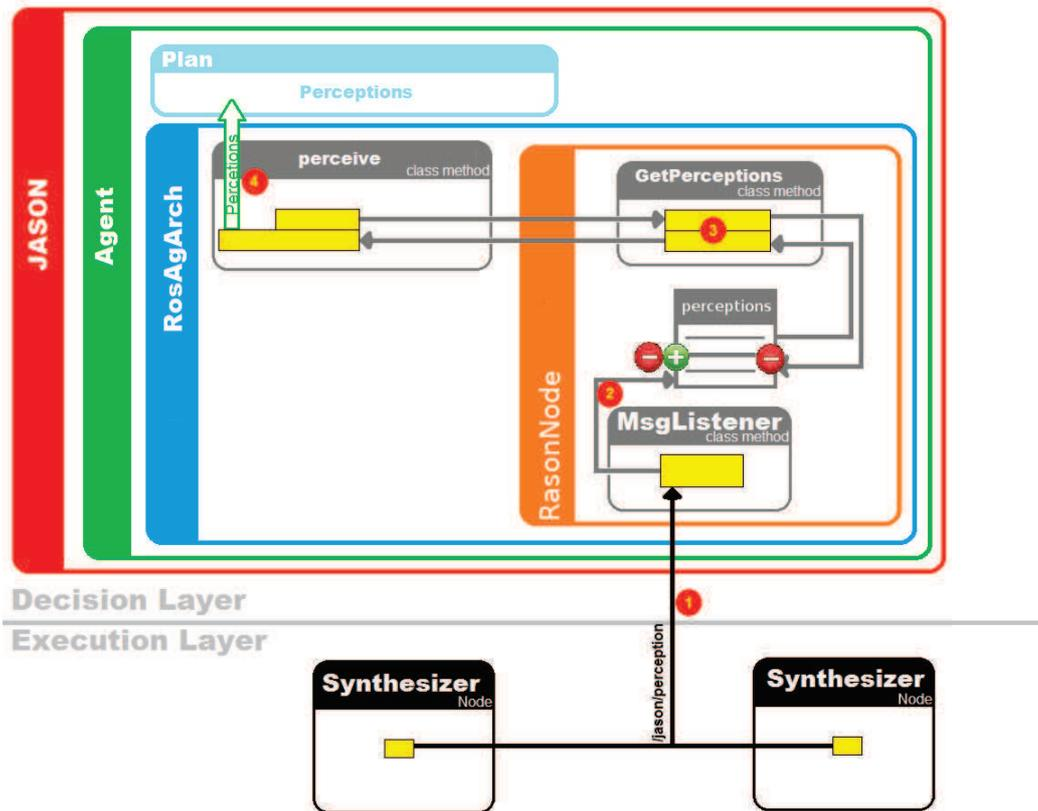 JASON
Agent
Plan
Perceptions
RosAgArch
perceive
class method
Percetions
4
RasonNode
GetPerceptions
class method
3
perceptions
2
MsgListener
class method
1
Decision Layer
Execution Layer
/jason/perception
Synthesizer
Node
Synthesizer
Node